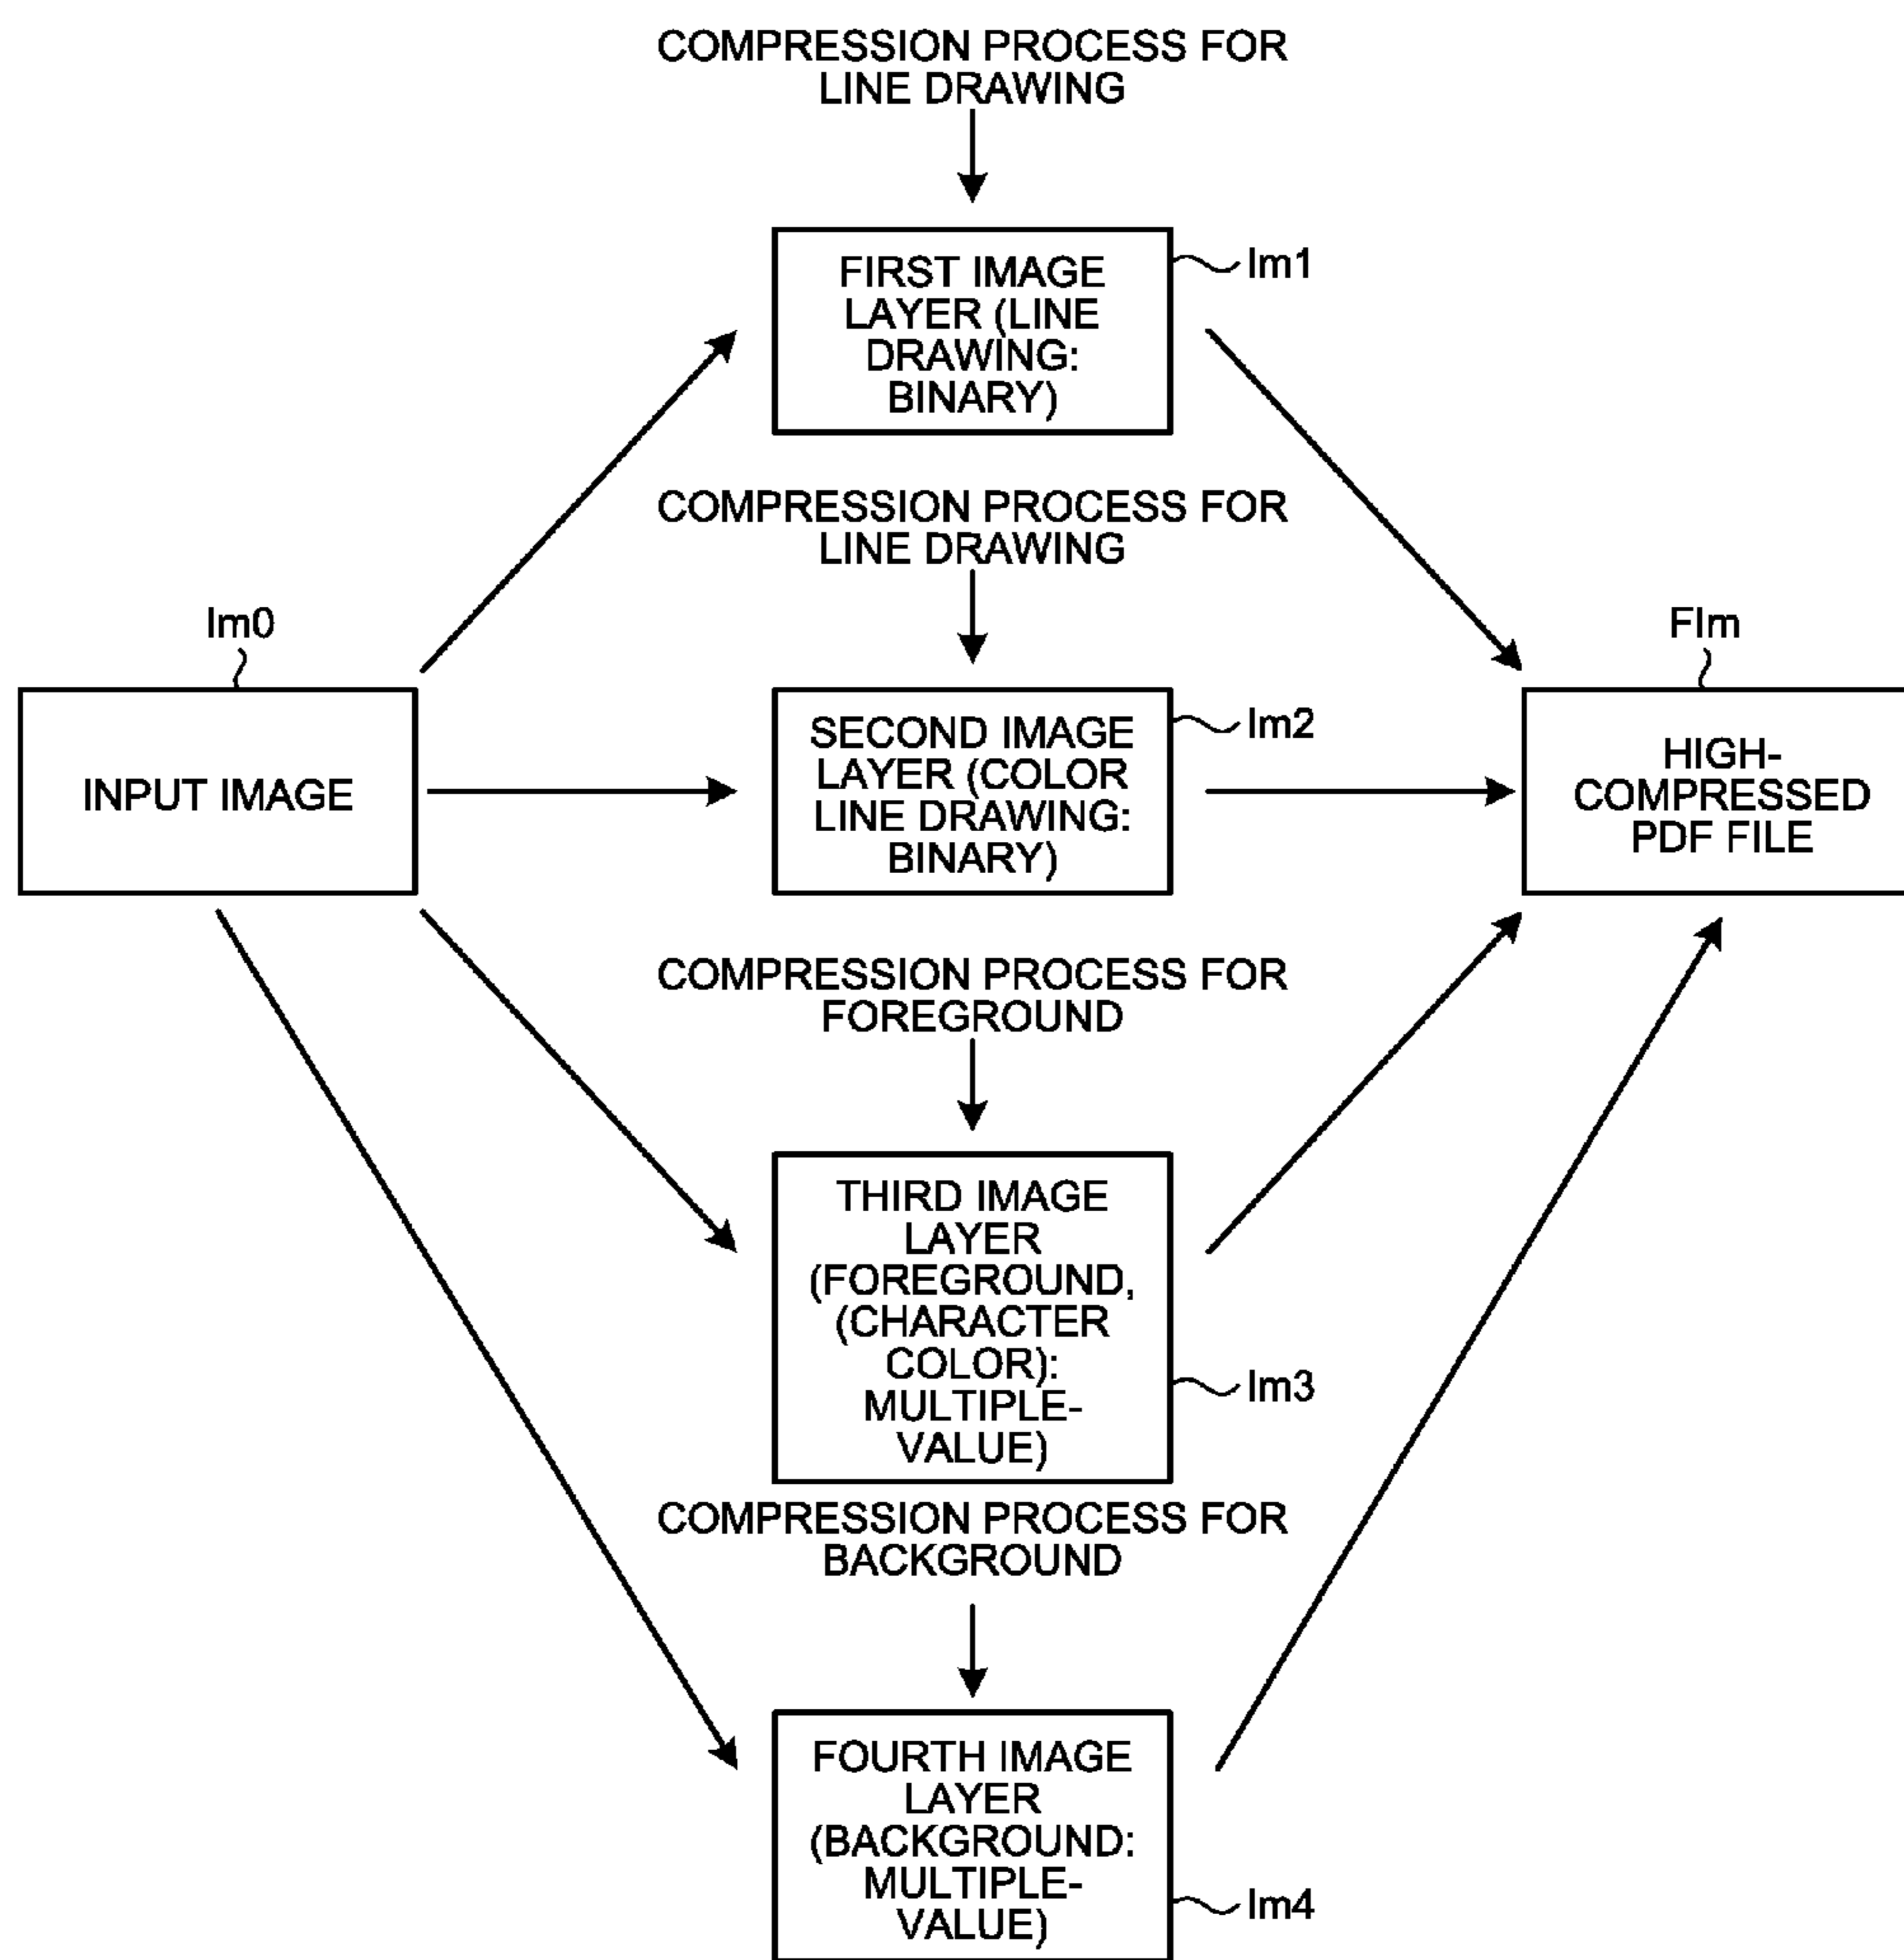 COMPRESSION PROCESS FOR
LINE DRAWING
FIRST IMAGE
LAYER (LINE
DRAWING:
BINARY)
Im1
COMPRESSION PROCESS FOR
LINE DRAWING
Im0
INPUT IMAGE
SECOND IMAGE
LAYER (COLOR
LINE DRAWING:
BINARY)
Im2
FIm
HIGH-
COMPRESSED
PDF FILE
COMPRESSION PROCESS FOR
FOREGROUND
THIRD IMAGE
LAYER
(FOREGROUND,
(CHARACTER
COLOR):
MULTIPLE-
VALUE)
Im3
COMPRESSION PROCESS FOR
BACKGROUND
FOURTH IMAGE
LAYER
(BACKGROUND:
MULTIPLE-
VALUE)
Im4